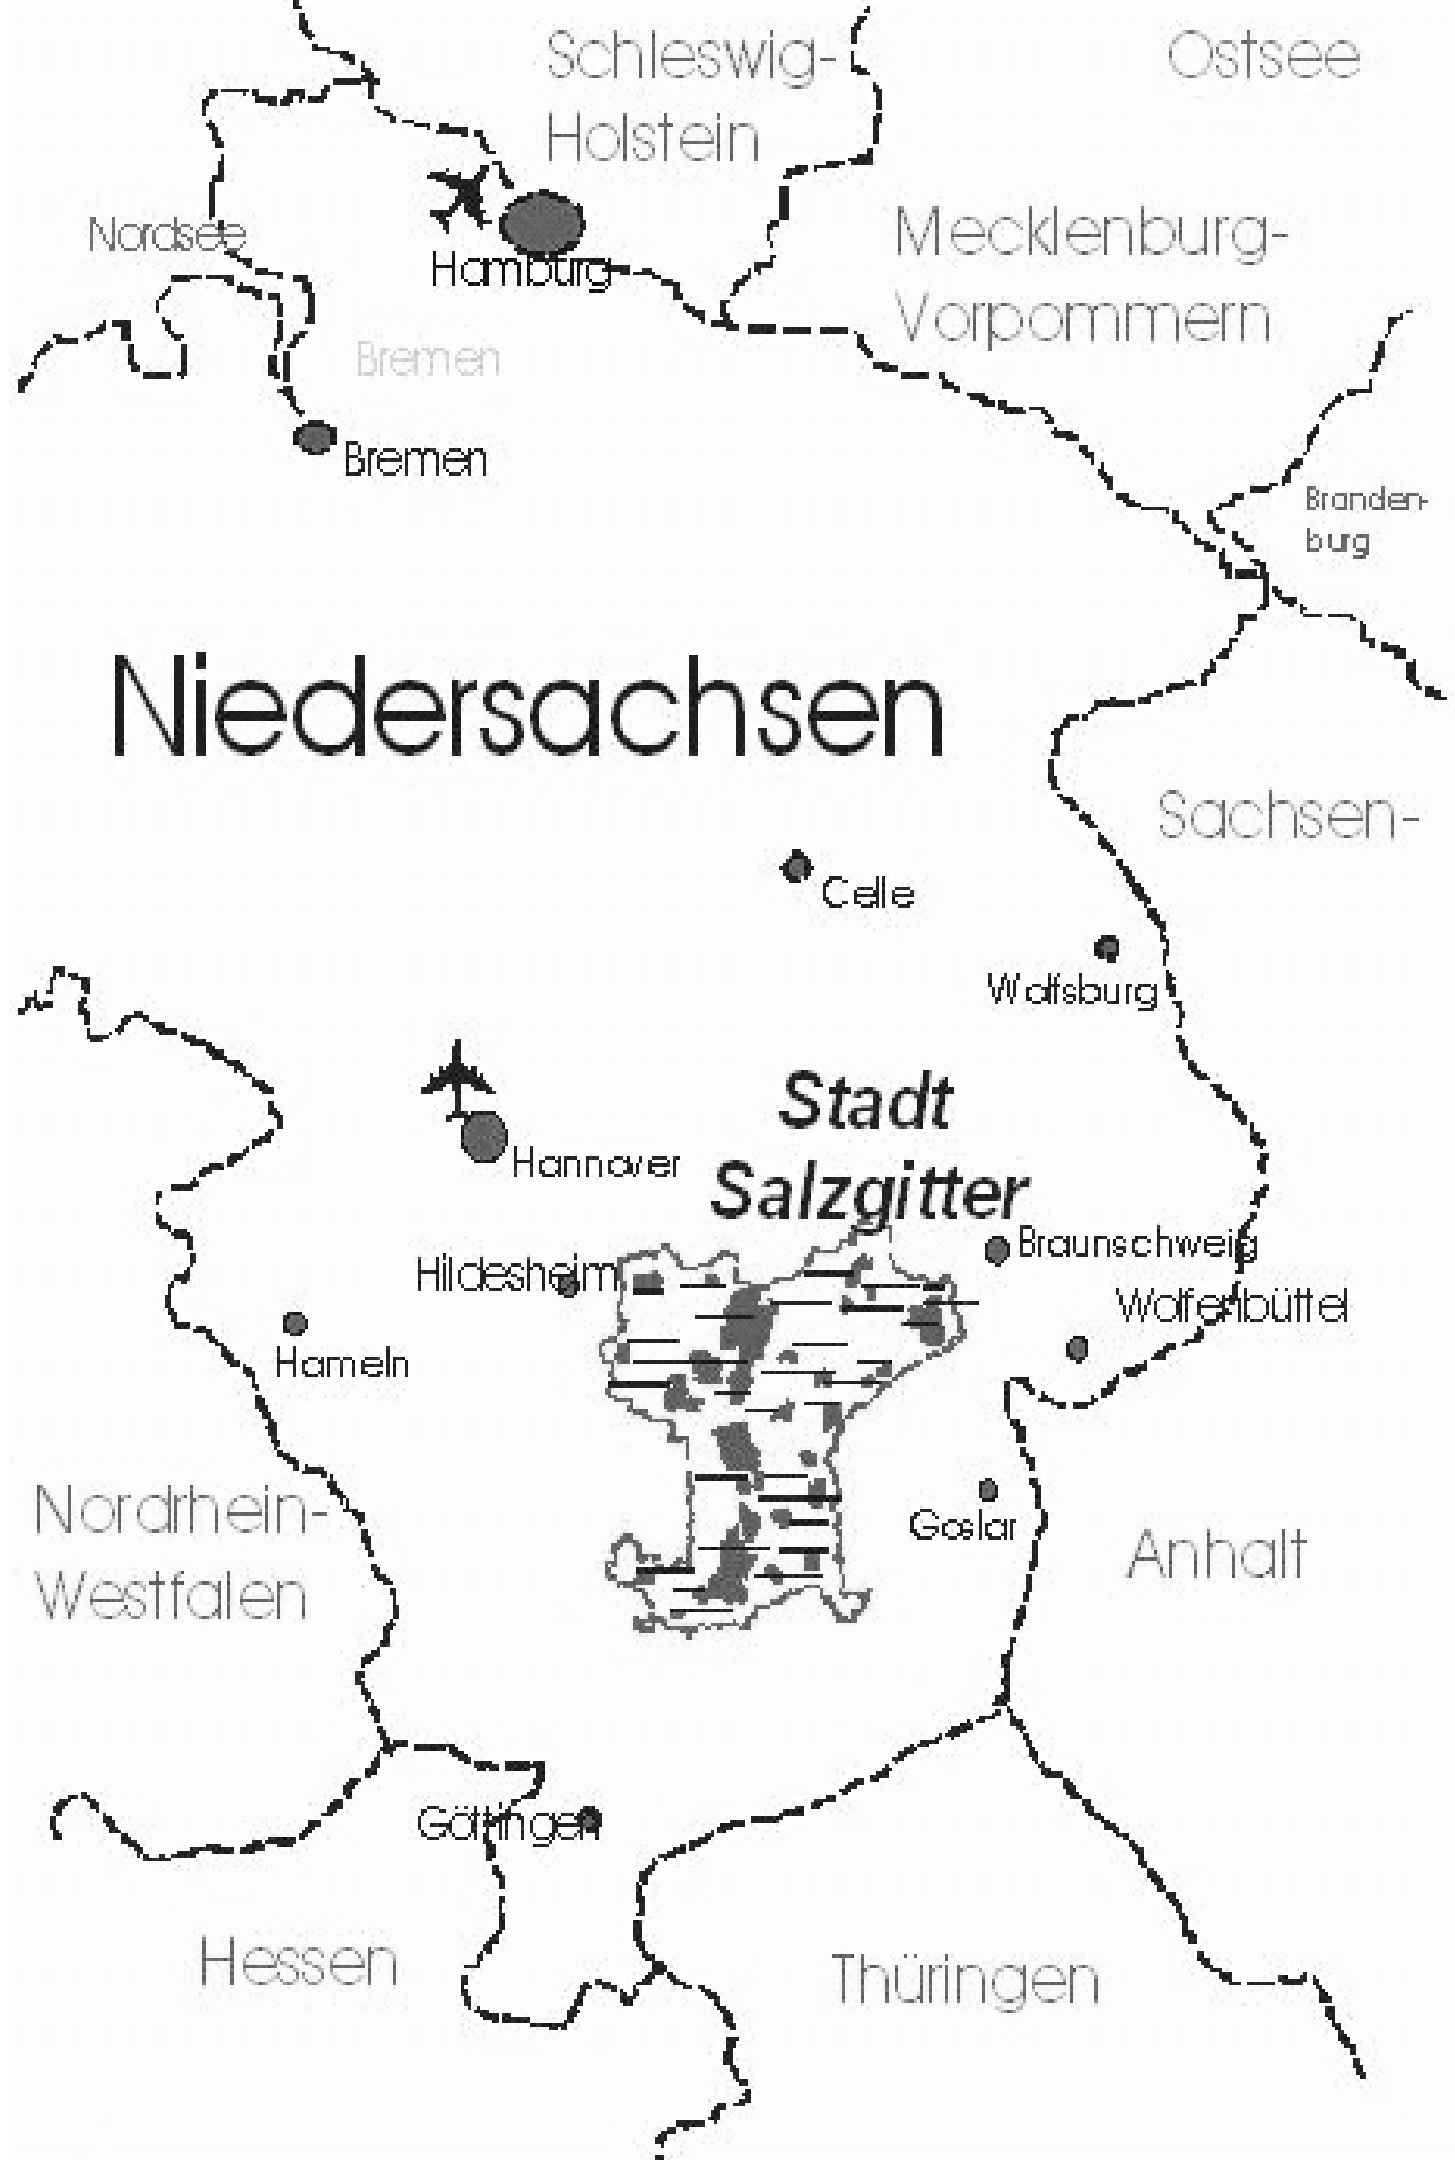 Schleswig-
Holstein
Ostsee
Nordsee
Hamburg
Mecklenburg-
Vorpommern
Bremen
Bremen
Branden-
burg
Niedersachsen
Sachsen-
Celle
Wolfsburg
Stadt
Salzgitter
Hannover
Braunschweig
Hildesheim
Wolfenbüttel
Hameln
Nordrhein-
Westfalen
Goslar
Anhalt
Göttingen
Hessen
Thüringen